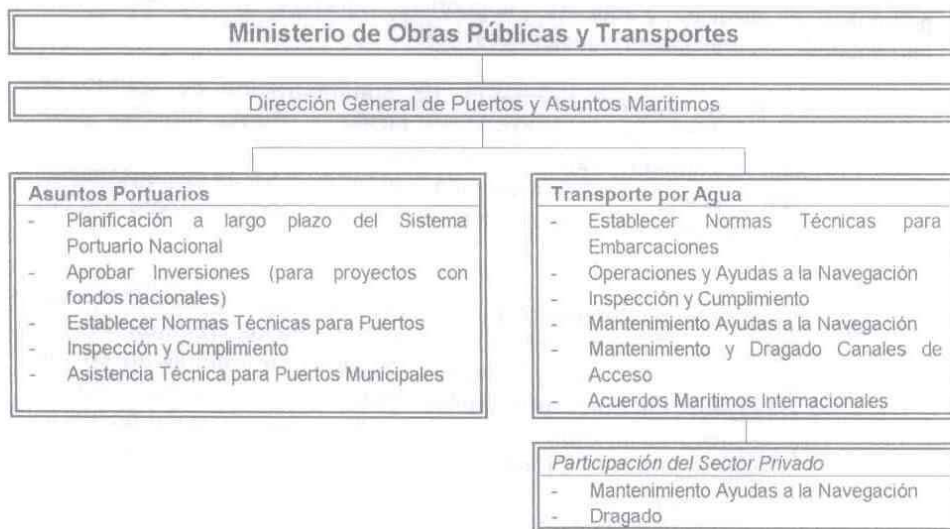 Ministerio de Obras Públicas y Transportes
Dirección General de Puertos y Asuntos Maritimos
Asuntos Portuarios
- Planificación a largo plazo del Sistema
Portuario Nacional
- Aprobar Inversiones (para proyectos con
fondos nacionales)
- Establecer Normas Técnicas para Puertos
- Inspección y Cumplimiento
- Asistencia Técnica para Puertos Municipales
Transporte por Agua
- Establecer Normas Técnicas para
Embarcaciones
- Operaciones y Ayudas a la Navegación
- Inspección y Cumplimiento
- Mantenimiento Ayudas a la Navegación
- Mantenimiento y Dragado Canales de
Acceso
- Acuerdos Maritimos Internacionales
Participación del Sector Privado
- Mantenimiento Ayudas a la Navegación
- Dragado